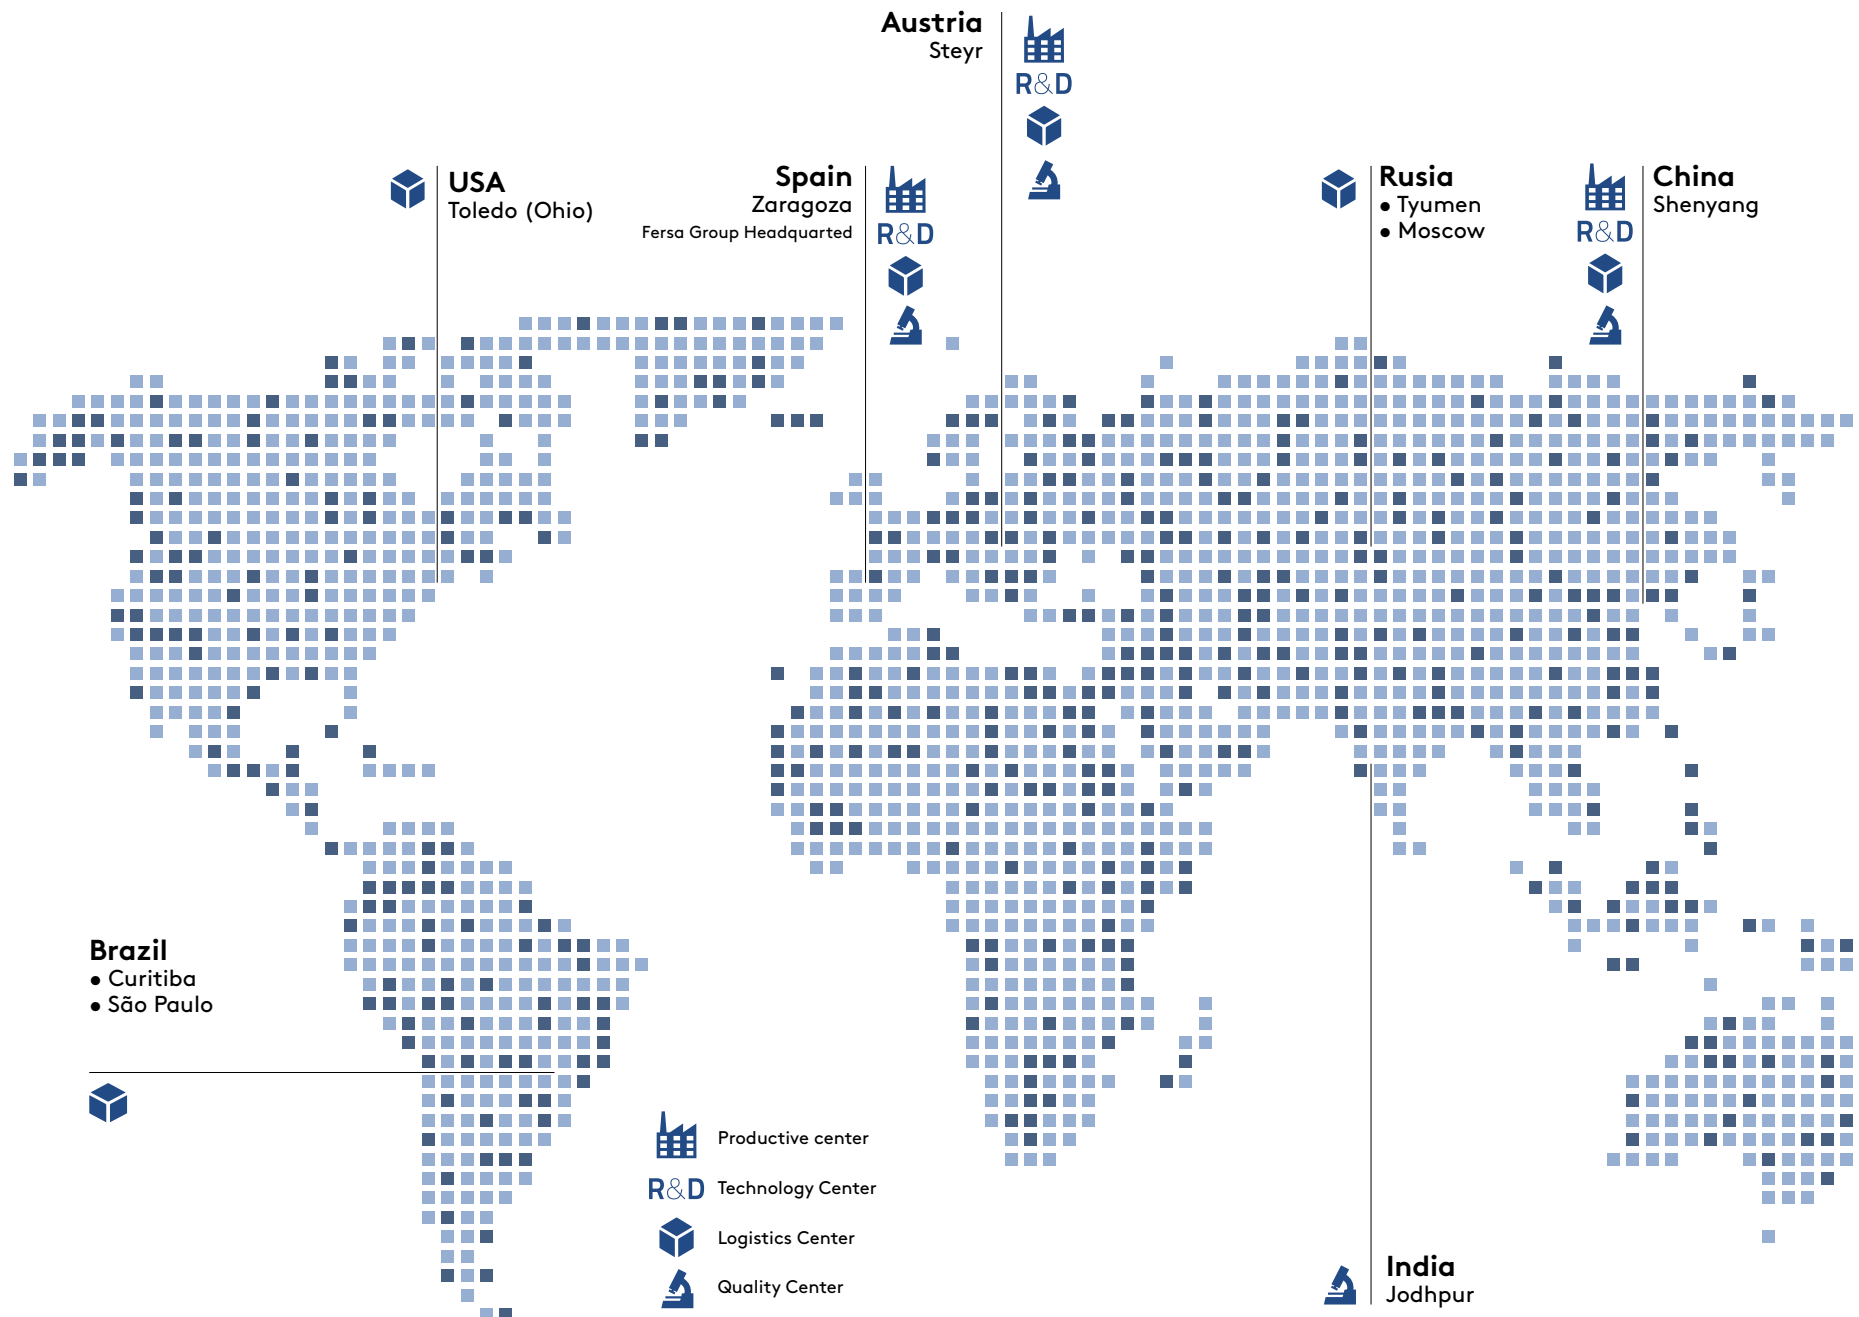 Austria
Steyr
R&D
USA
Toledo (Ohio)
Spain
Zaragoza
Fersa Group Headquarted
R&D
Rusia
• Tyumen
• Moscow
R&D
China
Shenyang
Brazil
• Curitiba
• São Paulo
Productive center
R&D Technology Center
Logistics Center
Quality Center
India
Jodhpur